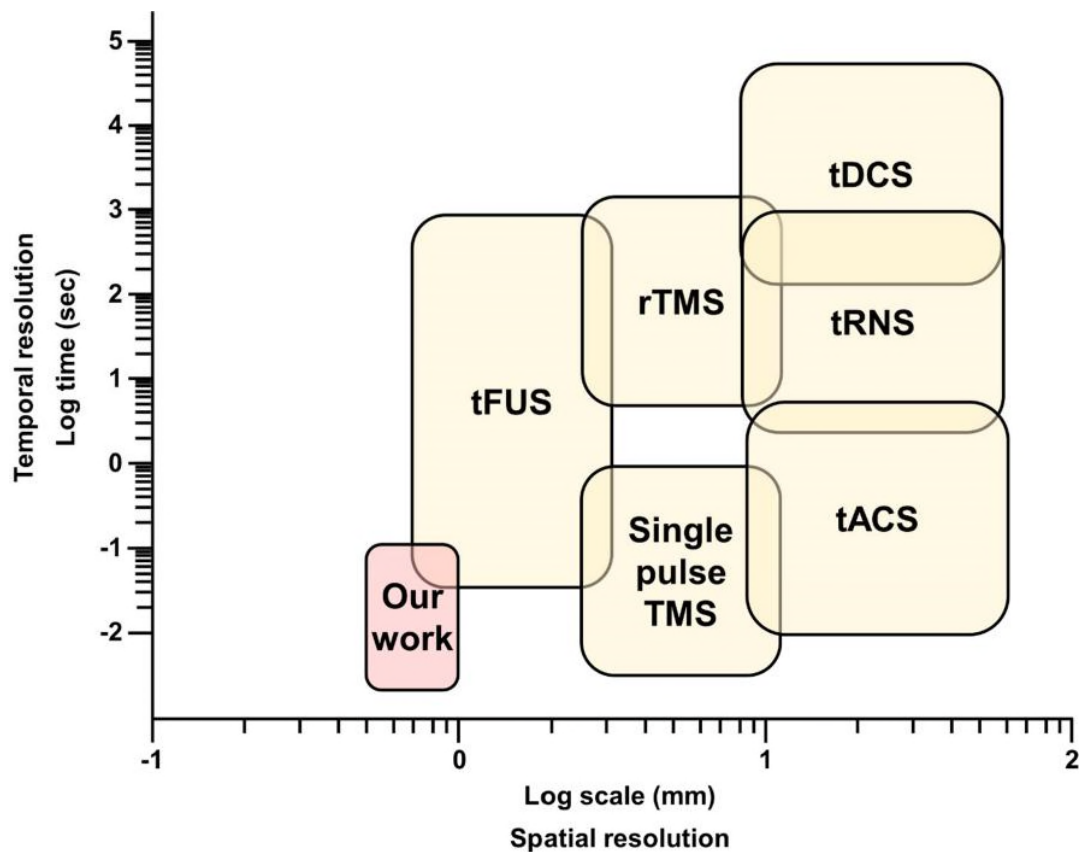 Temporal resolution
Log time (sec)
5
4
3
2
1
0
-1
-2
tDCS
rTMS
tRNS
tFUS
tACS
Single
pulse
TMS
Our
work
-1
0
1
2
Log scale (mm)
Spatial resolution